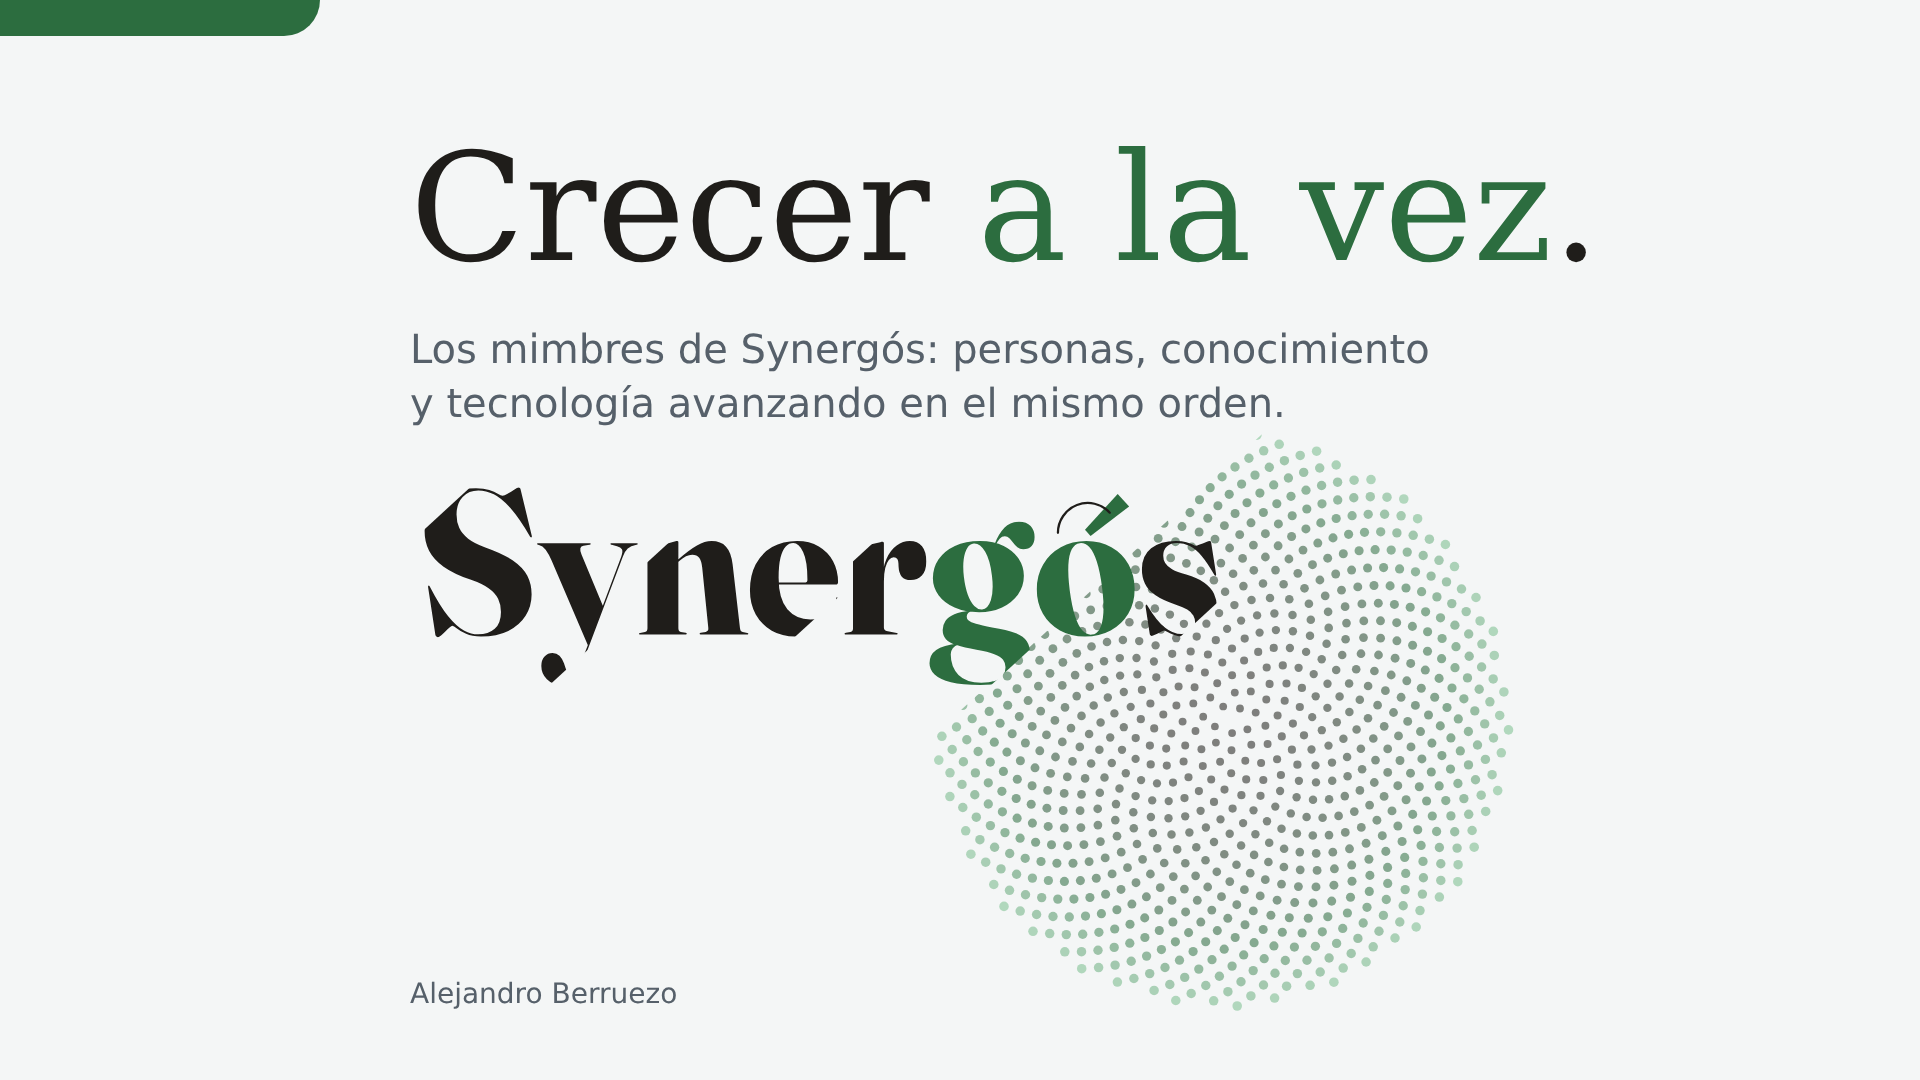 Crecer a la vez.
Los mimbres de Synergós: personas, conocimiento
y tecnología avanzando en el mismo orden.
Synergós
Alejandro Berruezo